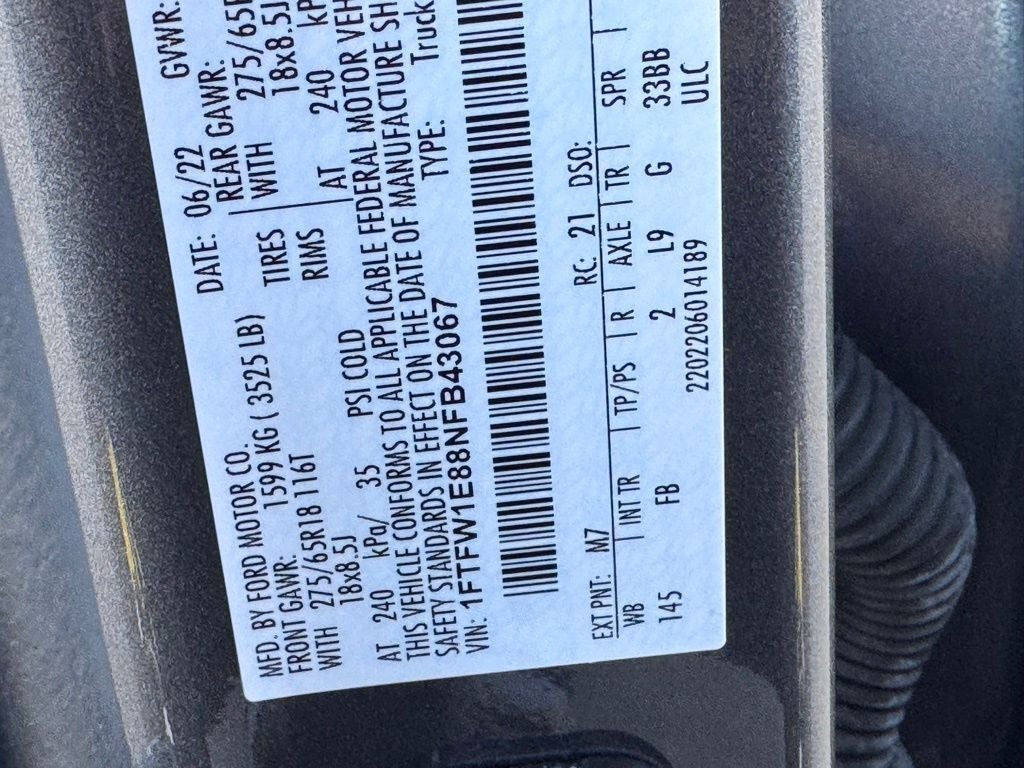 MFD. BY FORD MOTOR CO.
DATE: 06/22 GVWR:
FRONT GAWR: 1599 KG ( 3525 LB) REAR GAWR:
WITH 275/65R18 116T TIRES WITH 275/65R
18x8.5J RIMS 18x8.5J
AT 240 kPa/ 35 PSI COLD AT 240 kP
THIS VEHICLE CONFORMS TO ALL APPLICABLE FEDERAL MOTOR VEH
SAFETY STANDARDS IN EFFECT ON THE DATE OF MANUFACTURE SH
VIN: 1FTFW1E88NFB43067 TYPE: Truck
EXT PNT: M7 RC: 21 DSO:
WB | INT TR | TP/PS | R | AXLE | TR | SPR |
145 FB 2 L9 G 33BB
2202206014189 ULC